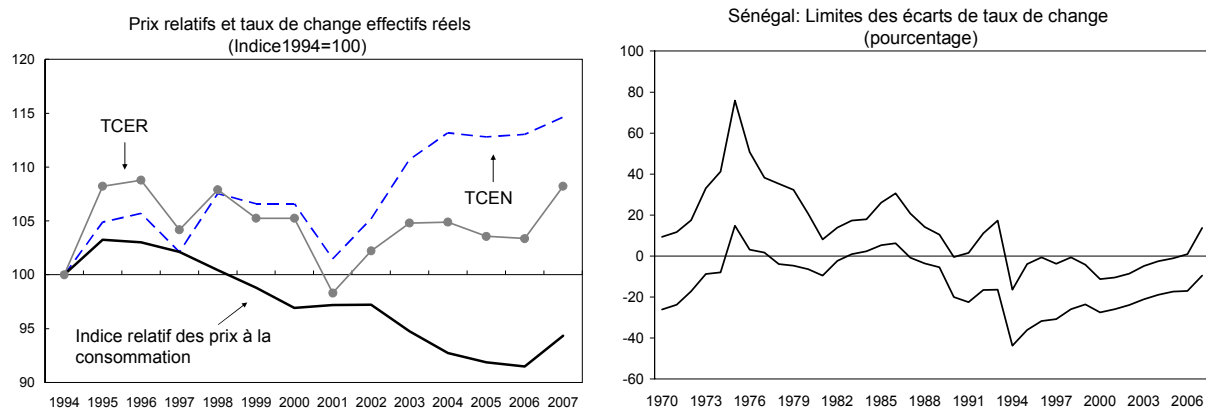 Prix relatifs et taux de change effectifs réels
(Indice1994=100)
120
115
110
105
100
95
90
TCER
TCEN
Indice relatif des prix à la
consommation
1994 1995 1996 1997 1998 1999 2000 2001 2002 2003 2004 2005 2006 2007
Sénégal: Limites des écarts de taux de change
(pourcentage)
100
80
60
40
20
0
-20
-40
-60
1970 1973 1976 1979 1982 1985 1988 1991 1994 1997 2000 2003 2006